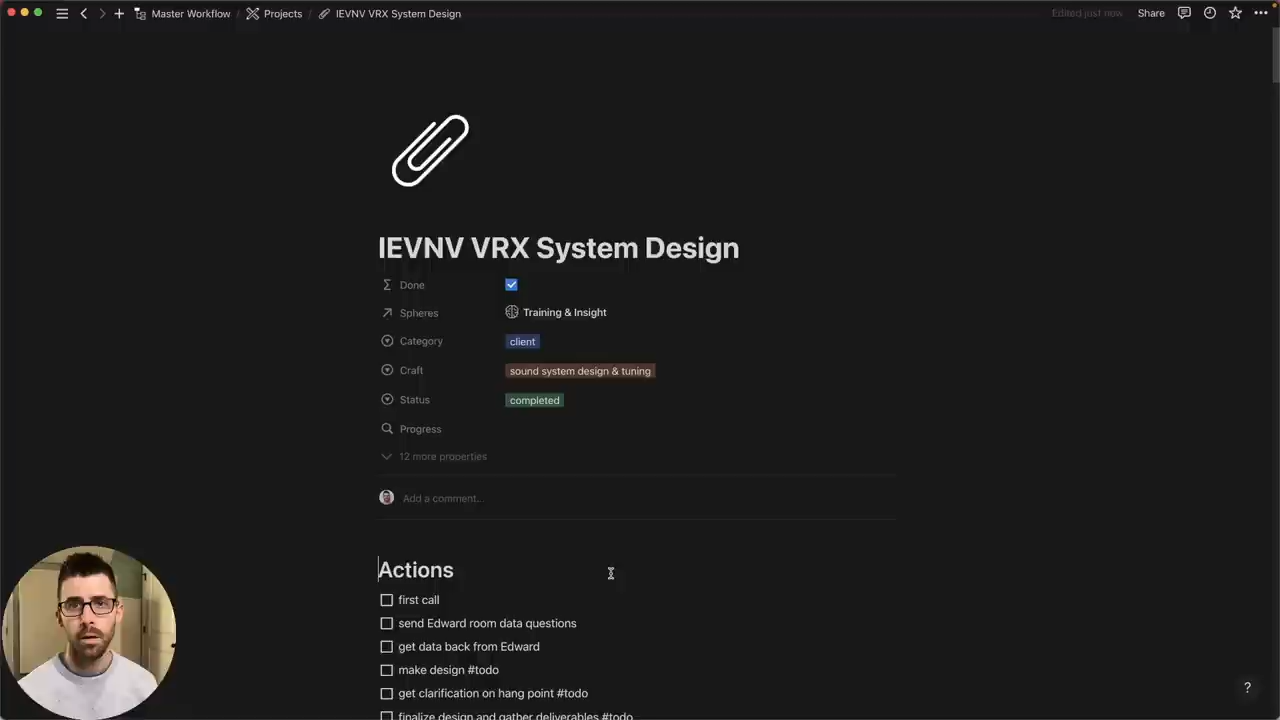 Master Workflow / Projects / IEVNV VRX System Design
Edited just now Share
IEVNV VRX System Design
Done
Spheres Training & Insight
Category client
Craft sound system design & tuning
Status completed
Progress
12 more properties
Add a comment...
Actions
first call
send Edward room data questions
get data back from Edward
make design #todo
get clarification on hang point #todo
finalize design and gather deliverables #todo
?